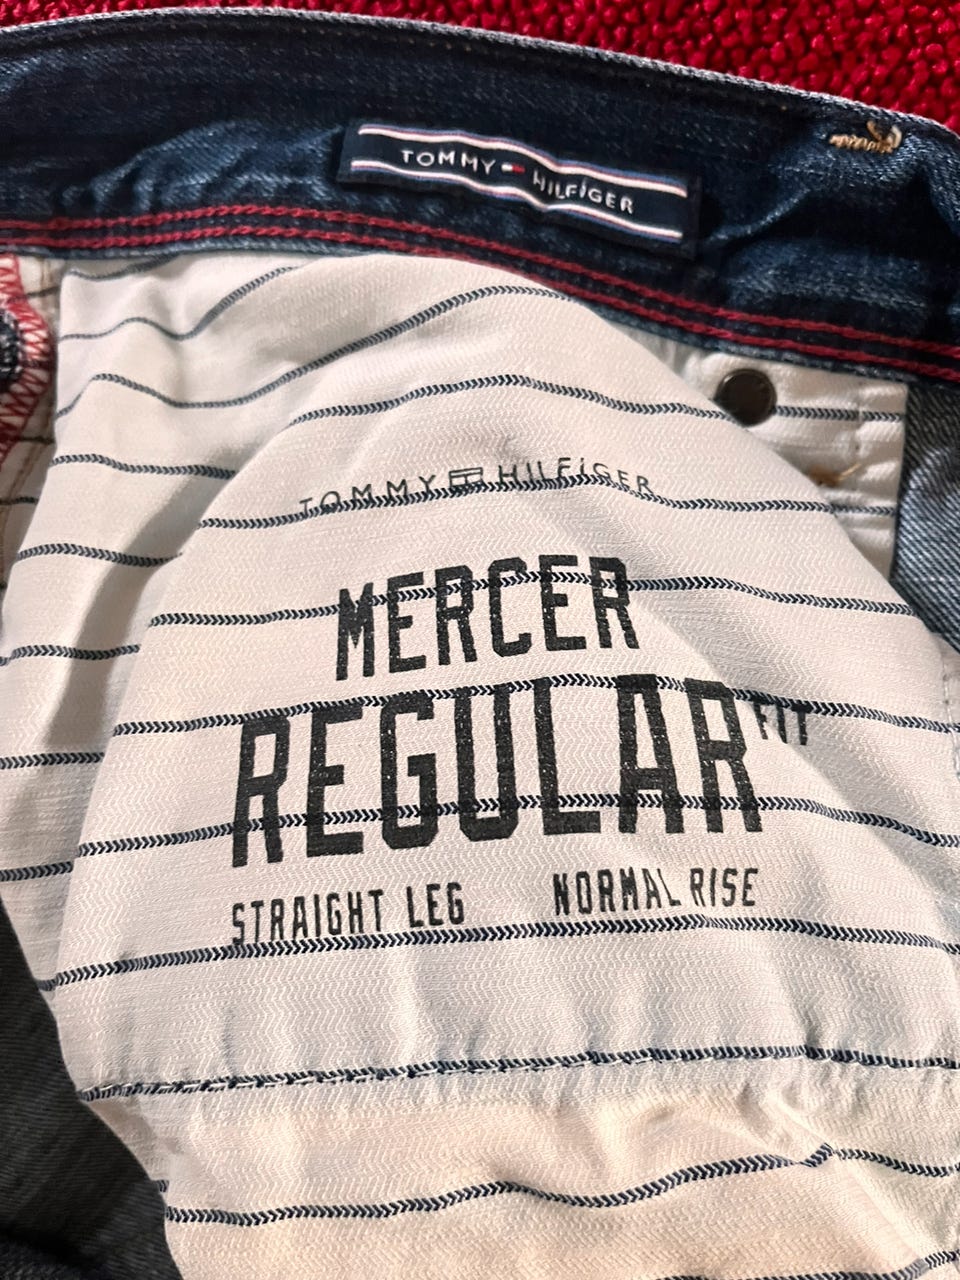 TOMMY HILFIGER
TOMMY HILFIGER
MERCER
REGULAR FIT
STRAIGHT LEG NORMAL RISE